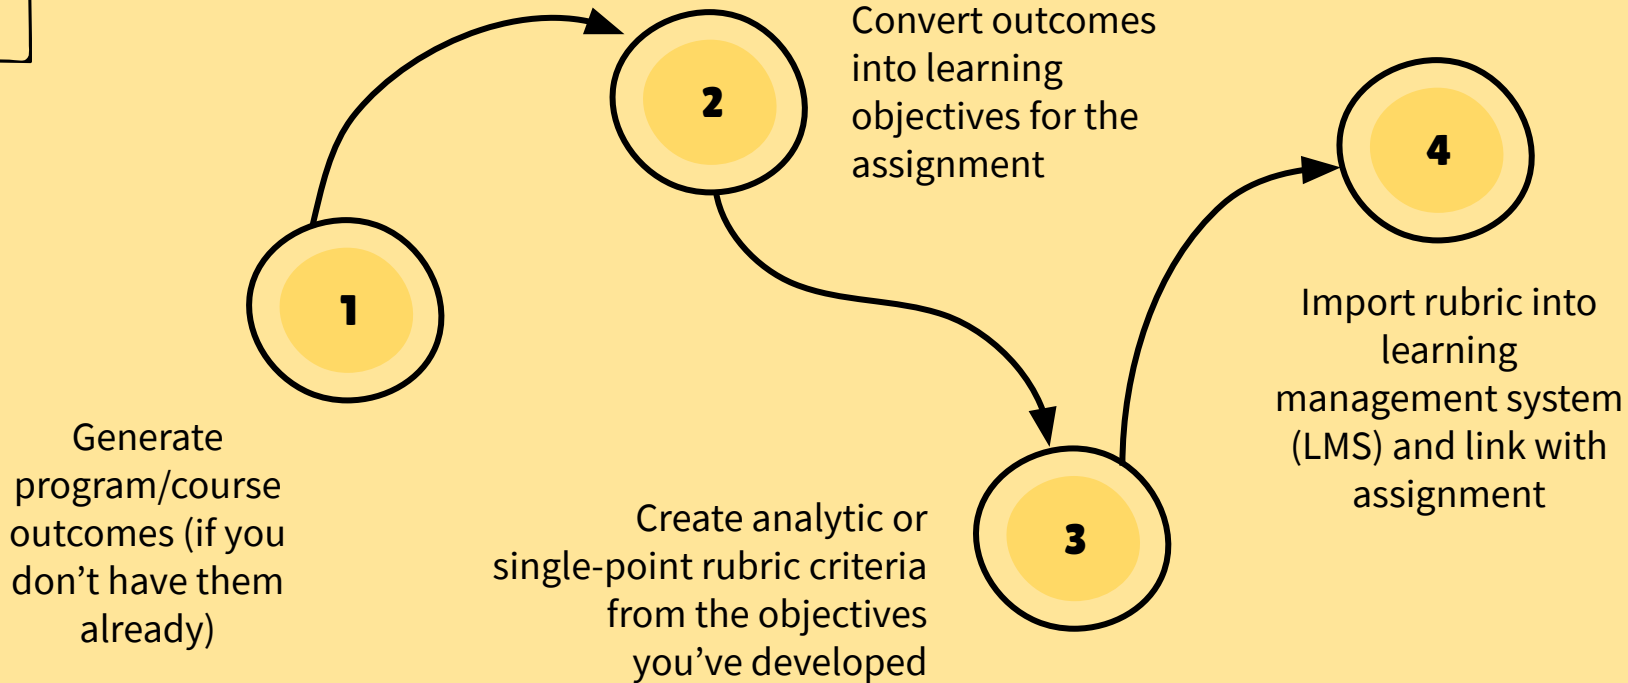 1
Generate
program/course
outcomes (if you
don’t have them
already)
2
Convert outcomes
into learning
objectives for the
assignment
3
Create analytic or
single-point rubric criteria
from the objectives
you’ve developed
4
Import rubric into
learning
management system
(LMS) and link with
assignment